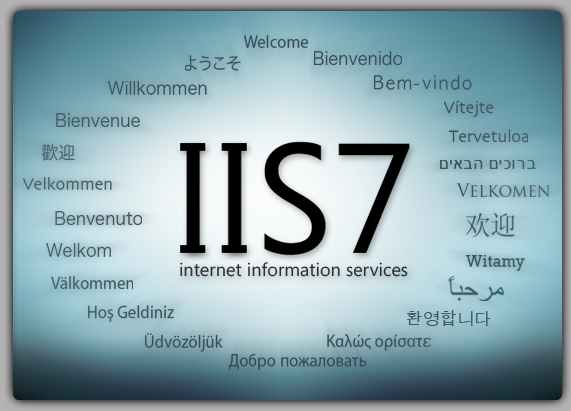 Welcome
Bienvenido
ようこそ
Bem-vindo
Willkommen
Vítejte
Bienvenue
Tervetuloa
歡迎
ברוכים הבאים
Velkommen
VELKOMEN
Benvenuto
欢迎
Welkom
Witamy
Välkommen
مرحباً
Hoş Geldiniz
환영합니다
Üdvözöljük
Καλώς ορίσατε
Добро пожаловать
IIS7
internet information services